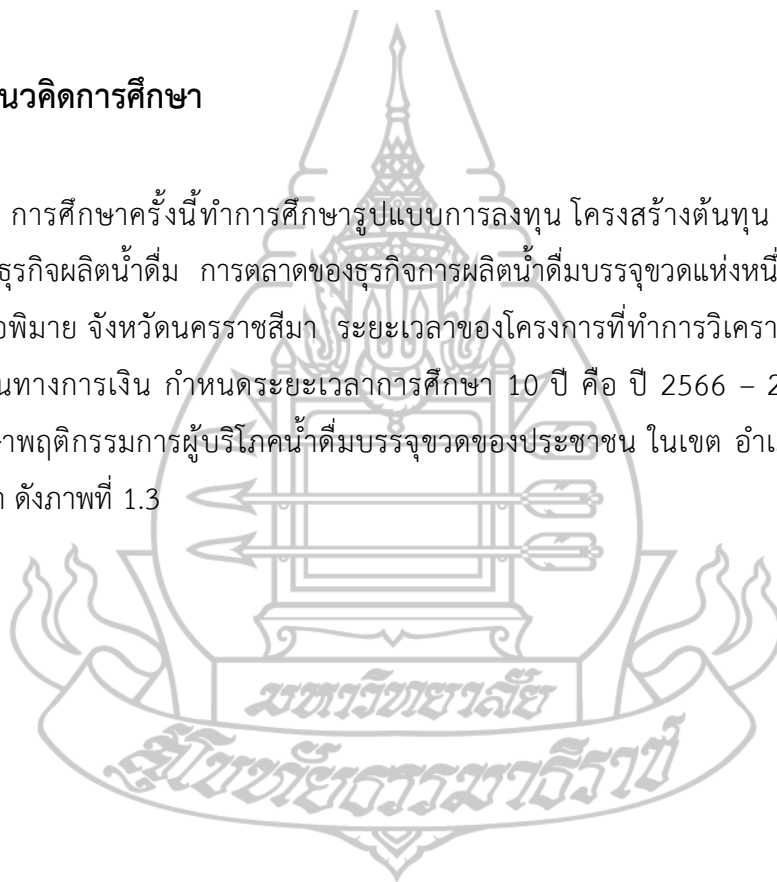 นวคิดการศึกษา
การศึกษาครั้งนี้ทำการศึกษารูปแบบการลงทุน โครงสร้างต้นทุน
ธุรกิจผลิตน้ำดื่ม การตลาดของธุรกิจการผลิตน้ำดื่มบรรจุขวดแห่งหนึ่
อพิมาย จังหวัดนครราชสีมา ระยะเวลาของโครงการที่ทำการวิเครา
นทางการเงิน กำหนดระยะเวลาการศึกษา 10 ปี คือ ปี 2566 – 2
าพฤติกรรมการผู้บริโภคน้ำดื่มบรรจุขวดของประชาชน ในเขต อำเ
า ดังภาพที่ 1.3
มหาวิทยาลัย
สุโขทัยธรรมาธิราช